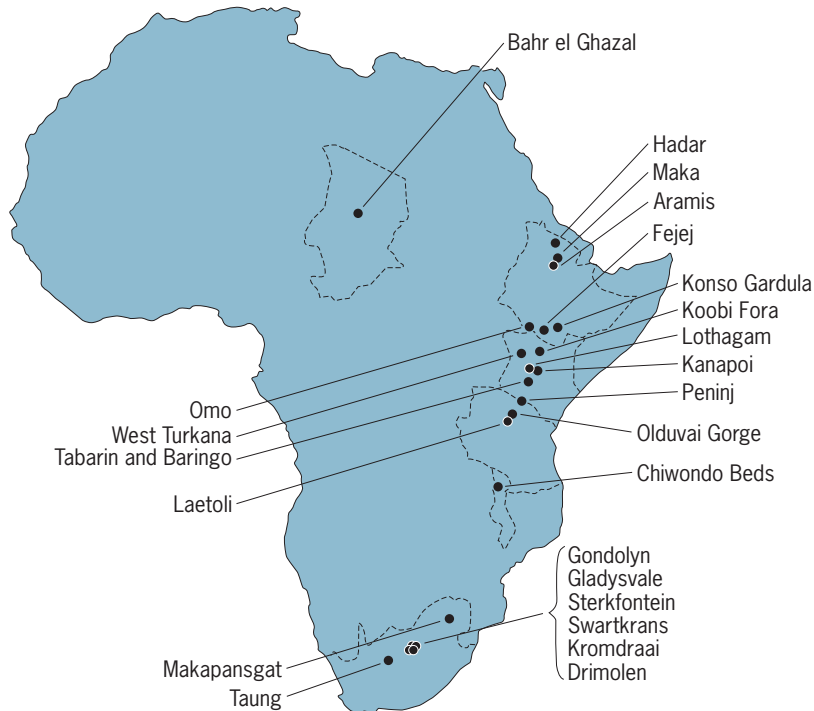 Bahr el Ghazal
Hadar
Maka
Aramis
Fejej
Konso Gardula
Koobi Fora
Lothagam
Kanapoi
Peninj
Olduvai Gorge
Chiwondo Beds
Omo
West Turkana
Tabarin and Baringo
Laetoli
Gondolyn
Gladysvale
Sterkfontein
Swartkrans
Kromdraai
Drimolen
Makapansgat
Taung